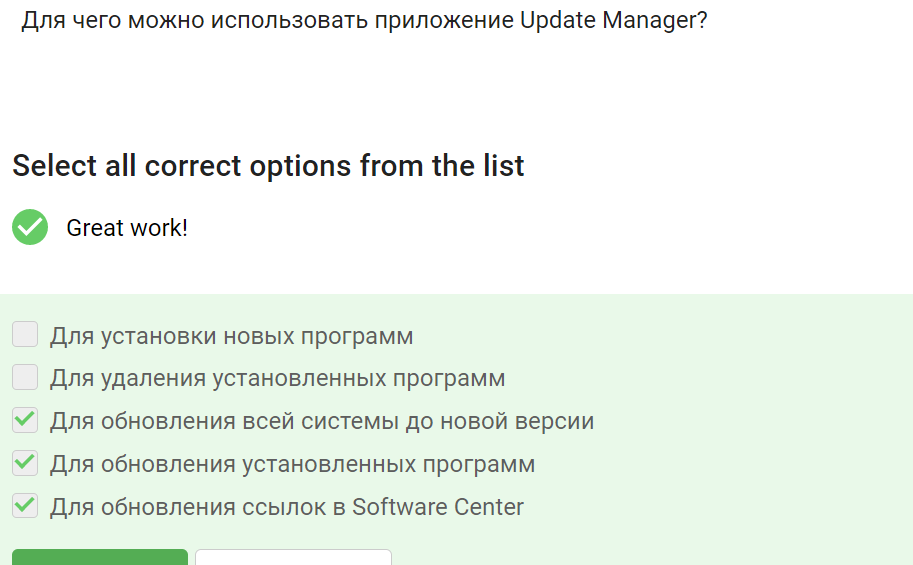 Для чего можно использовать приложение Update Manager?
Select all correct options from the list
Great work!
Для установки новых программ
Для удаления установленных программ
Для обновления всей системы до новой версии
Для обновления установленных программ
Для обновления ссылок в Software Center